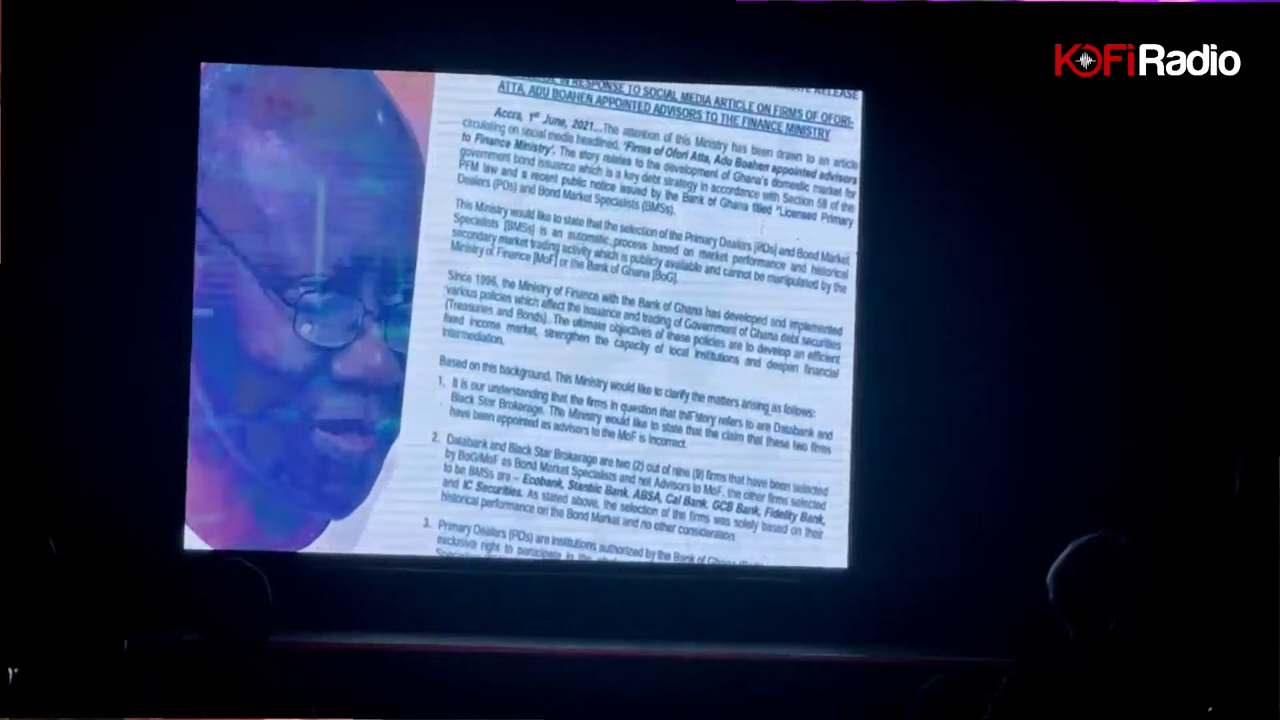 KOFi Radio
IN RESPONSE TO SOCIAL MEDIA ARTICLE ON FIRMS OF OFORI-
ATTA, ADU BOAHEN APPOINTED ADVISORS TO THE FINANCE MINISTRY
Accra, 1st June, 2021...The attention of this Ministry has been drawn to an article
circulating on social media headlined, 'Firms of Ofori Atta, Adu Boahen appointed advisors
to Finance Ministry'. The story relates to the development of Ghana's domestic market for
government bond issuance which is a key debt strategy in accordance with Section 58 of the
PFM law and a recent public notice issued by the Bank of Ghana titled "Licensed Primary
Dealers (PDs) and Bond Market Specialists (BMSs).
This Ministry would like to state that the selection of the Primary Dealers [PDs] and Bond Market
Specialists [BMSs] is an automatic process based on market performance and historical
secondary market trading activity which is publicly available and cannot be manipulated by the
Ministry of Finance [MoF] or the Bank of Ghana [BoG].
Since 1996, the Ministry of Finance with the Bank of Ghana has developed and implemented
various policies which affect the issuance and trading of Government of Ghana debt securities
(Treasuries and Bonds). The ultimate objectives of these policies are to develop an efficient
fixed income market, strengthen the capacity of local institutions and deepen financial
intermediation.
Based on this background, This Ministry would like to clarify the matters arising as follows:
1. It is our understanding that the firms in question that the story refers to are Databank and
Black Star Brokerage. The Ministry would like to state that the claim that these two firms
have been appointed as advisors to the MoF is incorrect.
2. Databank and Black Star Brokerage are two (2) out of nine (9) firms that have been selected
by BoG/MoF as Bond Market Specialists and not Advisors to MoF, the other firms selected
to be BMSs are – Ecobank, Stanbic Bank, ABSA, Cal Bank, GCB Bank, Fidelity Bank,
and IC Securities. As stated above, the selection of the firms was solely based on their
historical performance on the Bond Market and no other consideration.
3. Primary Dealers (PDs) are institutions authorized by the Bank of Ghana
exclusive right to participate in the